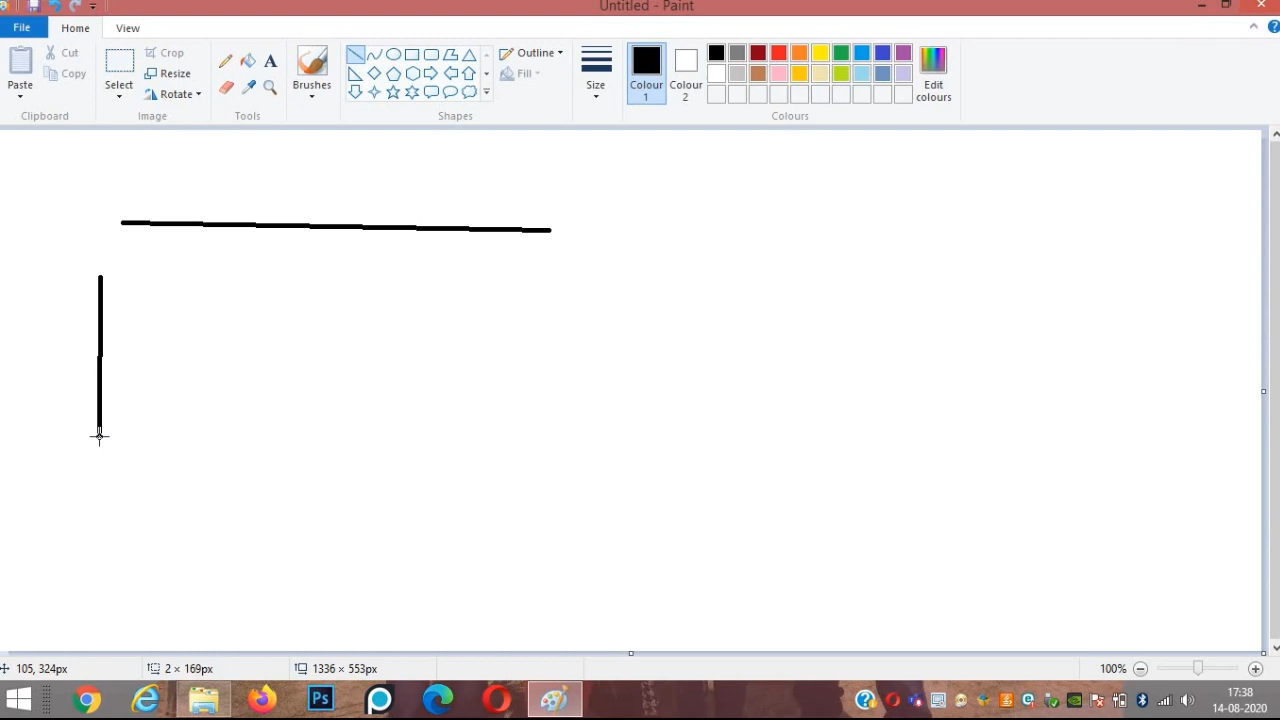 Untitled - Paint
File Home View
Paste
Cut
Copy
Clipboard
Select
Crop
Resize
Rotate
Image
Tools
Brushes
Outline
Fill
Shapes
Size
Colour 1
Colour 2
Edit colours
Colours
105, 324px
2 × 169px
1336 × 553px
100%
Ps
17:38
14-08-2020